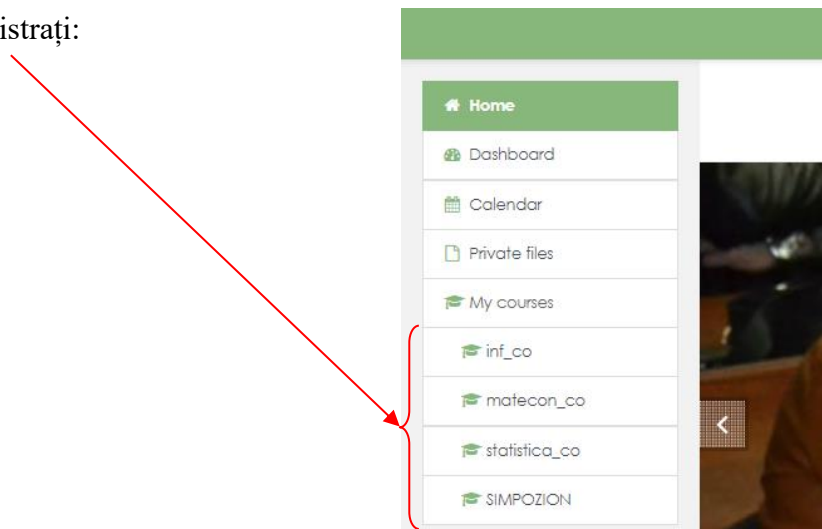 istrați:
Home
Dashboard
Calendar
Private files
My courses
inf_co
matecon_co
statistica_co
SIMPOZION